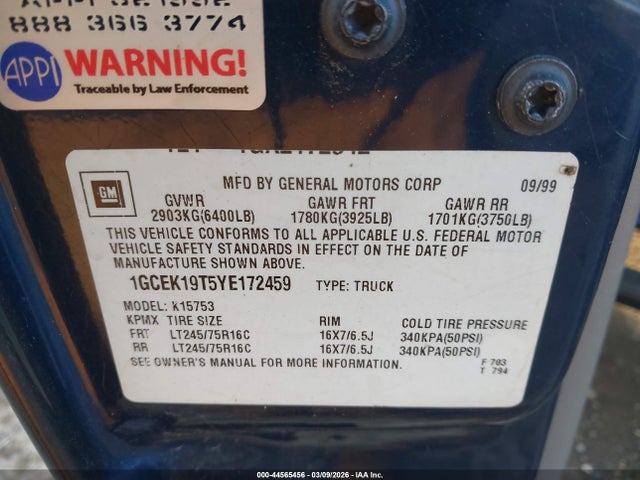 888 366 3774
APPI WARNING!
Traceable by Law Enforcement
GM
MFD BY GENERAL MOTORS CORP 09/99
GVWR GAWR FRT GAWR RR
2903KG(6400LB) 1780KG(3925LB) 1701KG(3750LB)
THIS VEHICLE CONFORMS TO ALL APPLICABLE U.S. FEDERAL MOTOR
VEHICLE SAFETY STANDARDS IN EFFECT ON THE DATE OF
MANUFACTURE SHOWN ABOVE.
1GCEK19T5YE172459 TYPE: TRUCK
MODEL: K15753
KPMX TIRE SIZE RIM COLD TIRE PRESSURE
FRT LT245/75R16C 16X7/6.5J 340KPA(50PSI)
RR LT245/75R16C 16X7/6.5J 340KPA(50PSI)
SEE OWNER'S MANUAL FOR MORE INFORMATION.
F 703
T 794
000-44565456 - 03/09/2026 - IAA Inc.